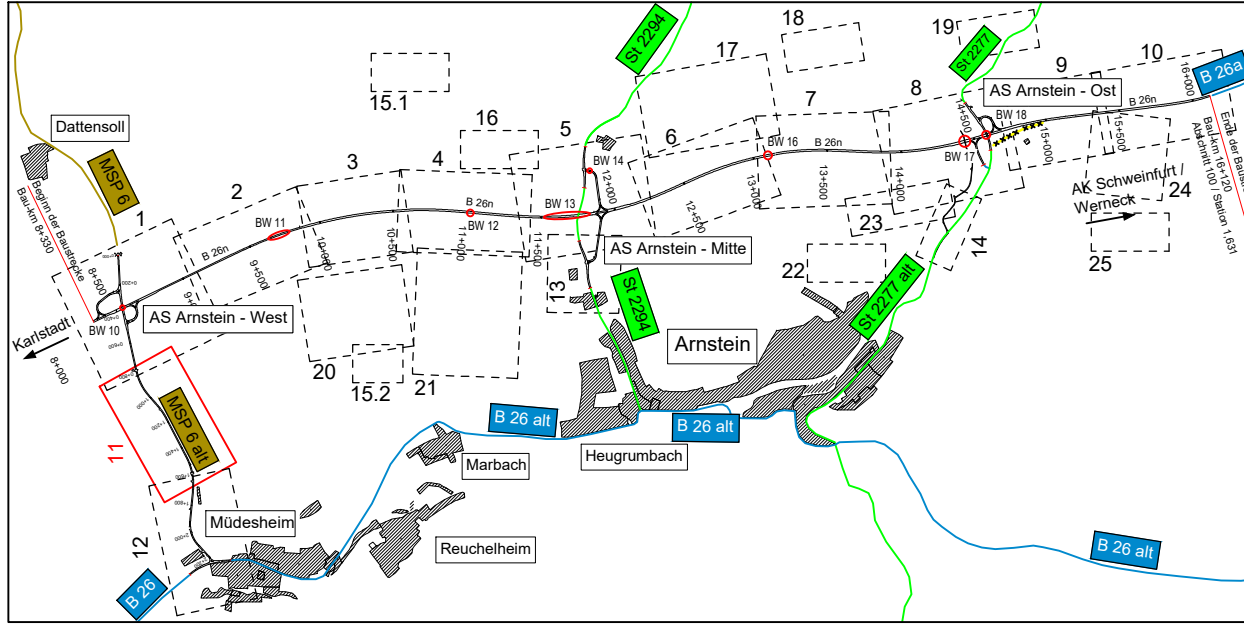 18
St 2294
17
19
St 2277
10
9
16+000
B 26a
15.1
AS Arnstein - Ost
8
7
14+500
BW 18
B 26n
Dattensoll
16
5
6
MSP 6
3
4
BW 14
BW 16
B 26n
BW 17
15+000
15+500
Ende der Baustrecke
Bau-km 16+120
Abschnitt 100 / Station 1,631
2
12+000
13+000
13+500
14+000
AK Schweinfurt /
Werneck
24
Beginn der Baustrecke
Bau-km 8+330
1
BW 11
B 26n
BW 12
BW 13
12+500
23
B 26n
10+000
10+500
11+000
11+500
AS Arnstein - Mitte
14
25
8+500
0+200
9+500
22
13
AS Arnstein - West
BW 10
St 2294
St 2277 alt
Karlstadt
8+000
0+600
Arnstein
20
15.2
21
MSP 6 alt
11
B 26 alt
B 26 alt
Heugrumbach
Marbach
Müdesheim
Reuchelheim
12
B 26
B 26 alt